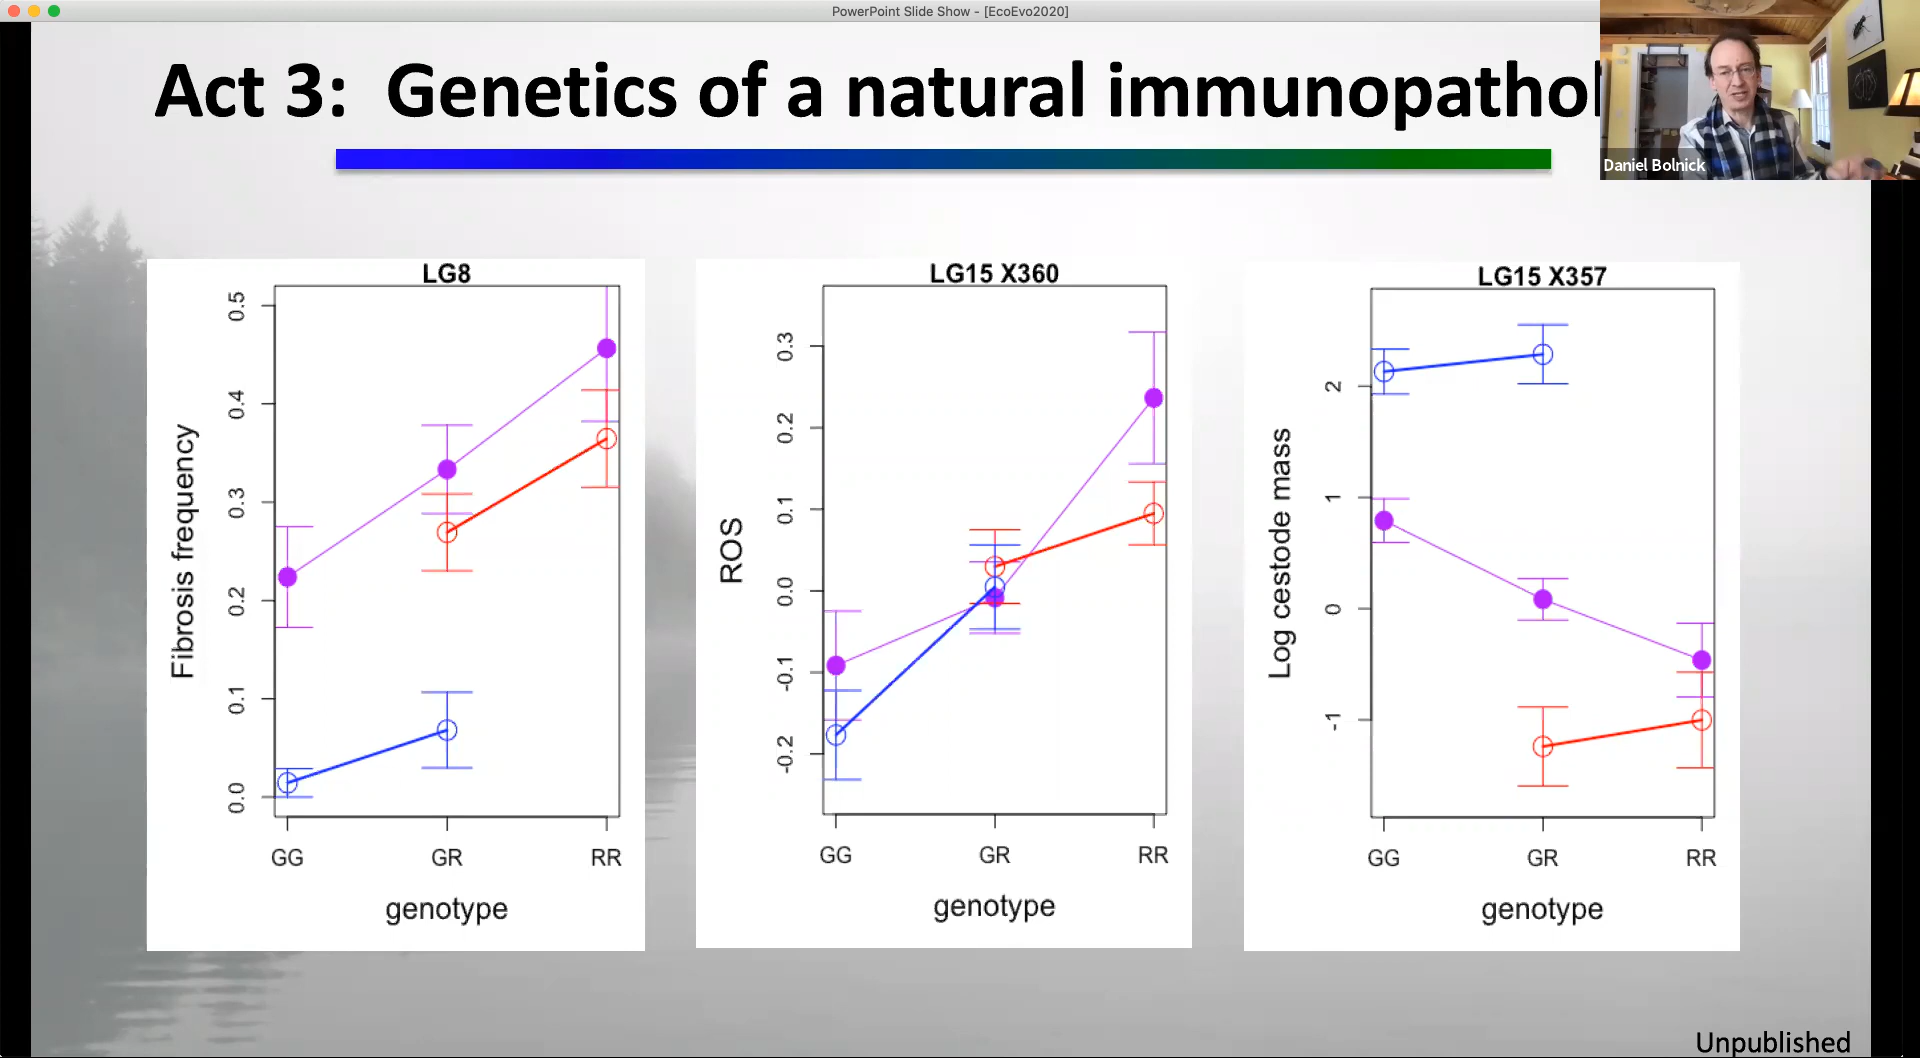 PowerPoint Slide Show - [EcoEvo2020]
Act 3: Genetics of a natural immunopathol
Daniel Bolnick
LG8
0.5
0.4
0.3
0.2
0.1
0.0
Fibrosis frequency
GG GR RR
genotype
LG15 X360
0.3
0.2
0.1
0.0
-0.1
-0.2
ROS
GG GR RR
genotype
LG15 X357
2
1
0
-1
Log cestode mass
GG GR RR
genotype
Unpublished